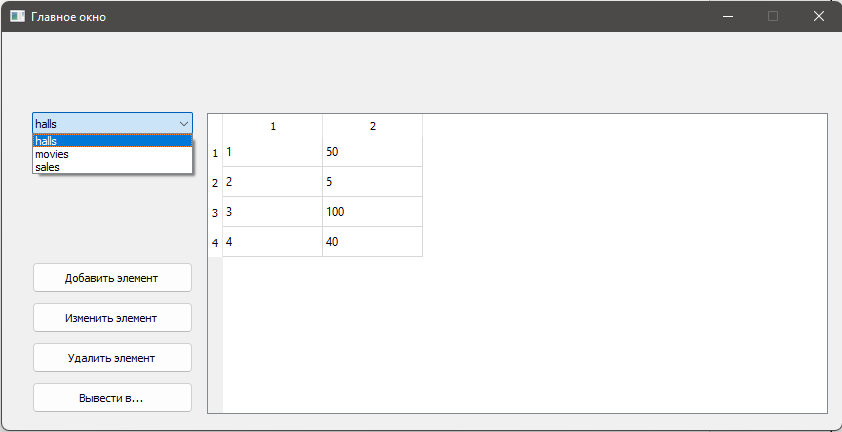 Главное окно
halls
halls
movies
sales
1 2
1 1 50
2 2 5
3 3 100
4 4 40
Добавить элемент
Изменить элемент
Удалить элемент
Вывести в...